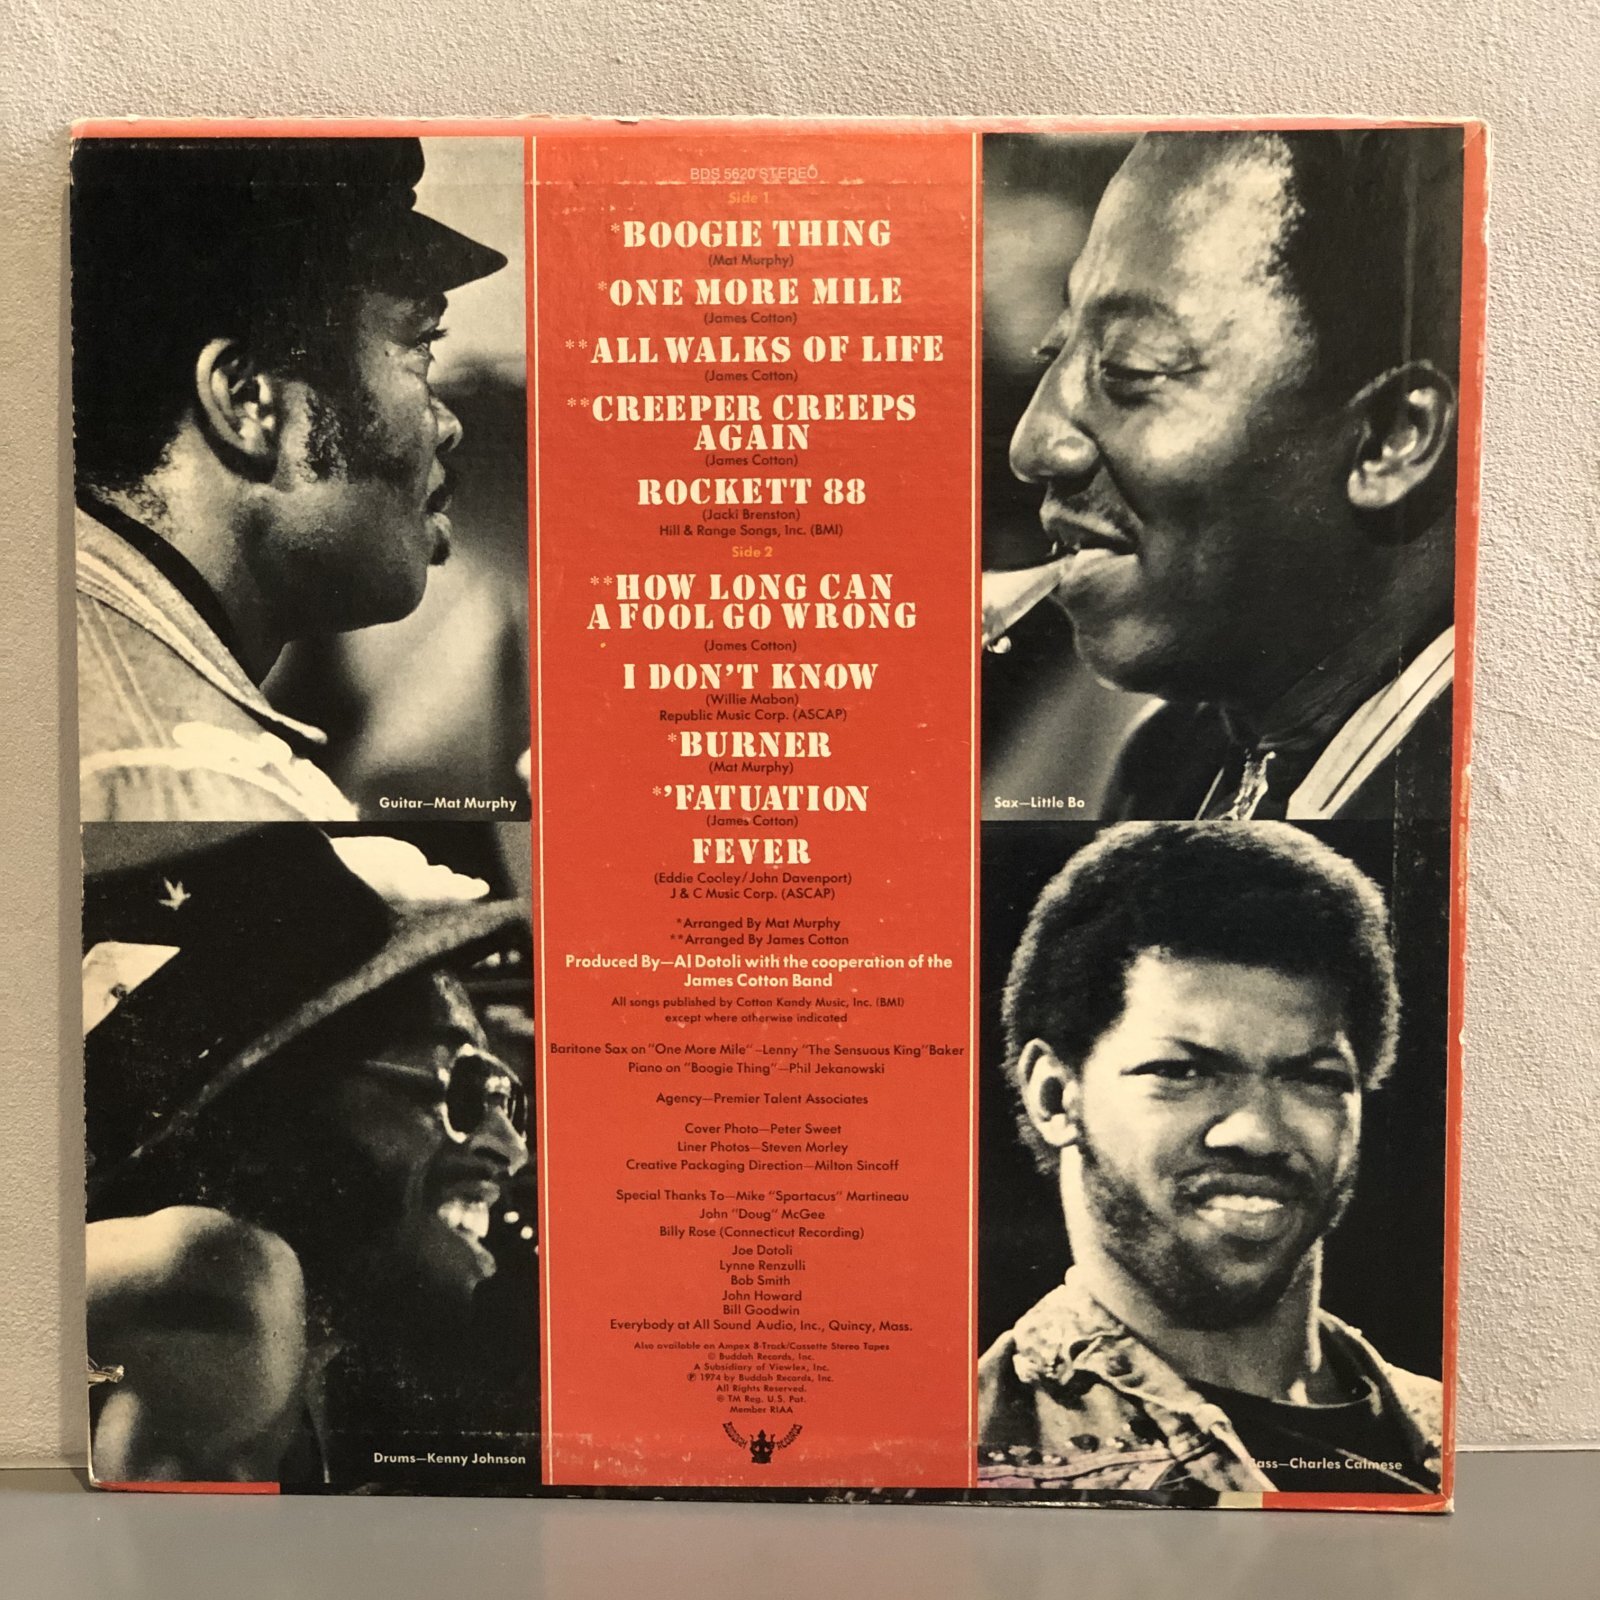 BDS 5620 STEREO
Side 1
*BOOGIE THING
(Mat Murphy)
*ONE MORE MILE
(James Cotton)
**ALL WALKS OF LIFE
(James Cotton)
**CREEPER CREEPS
AGAIN
(James Cotton)
ROCKETT 88
(Jacki Brenston)
Hill & Range Songs, Inc. (BMI)
Side 2
**HOW LONG CAN
A FOOL GO WRONG
(James Cotton)
I DON'T KNOW
(Willie Mabon)
Republic Music Corp. (ASCAP)
*BURNER
(Mat Murphy)
*'FATUATION
(James Cotton)
FEVER
(Eddie Cooley/John Davenport)
J & C Music Corp. (ASCAP)
*Arranged By Mat Murphy
**Arranged By James Cotton
Produced By—Al Dotoli with the cooperation of the
James Cotton Band
All songs published by Cotton Kandy Music, Inc. (BMI)
except where otherwise indicated
Baritone Sax on "One More Mile"—Lenny "The Sensuous King" Baker
Piano on "Boogie Thing"—Phil Jekanowski
Agency—Premier Talent Associates
Cover Photo—Peter Sweet
Liner Photos—Steven Morley
Creative Packaging Direction—Milton Sincoff
Special Thanks To—Mike "Spartacus" Martineau
John "Doug" McGee
Billy Rose (Connecticut Recording)
Joe Dotoli
Lynne Renzulli
Bob Smith
John Howard
Bill Goodwin
Everybody at All Sound Audio, Inc., Quincy, Mass.
Also available on Ampex 8-Track/Cassette Stereo Tapes
© Buddah Records, Inc.
A Subsidiary of Viewlex, Inc.
℗ 1974 by Buddah Records, Inc.
All Rights Reserved.
® TM Reg. U.S. Pat.
Member RIAA
BUDDAH RECORDS
Guitar—Mat Murphy
Sax—Little Bo
Drums—Kenny Johnson
Bass—Charles Calmese